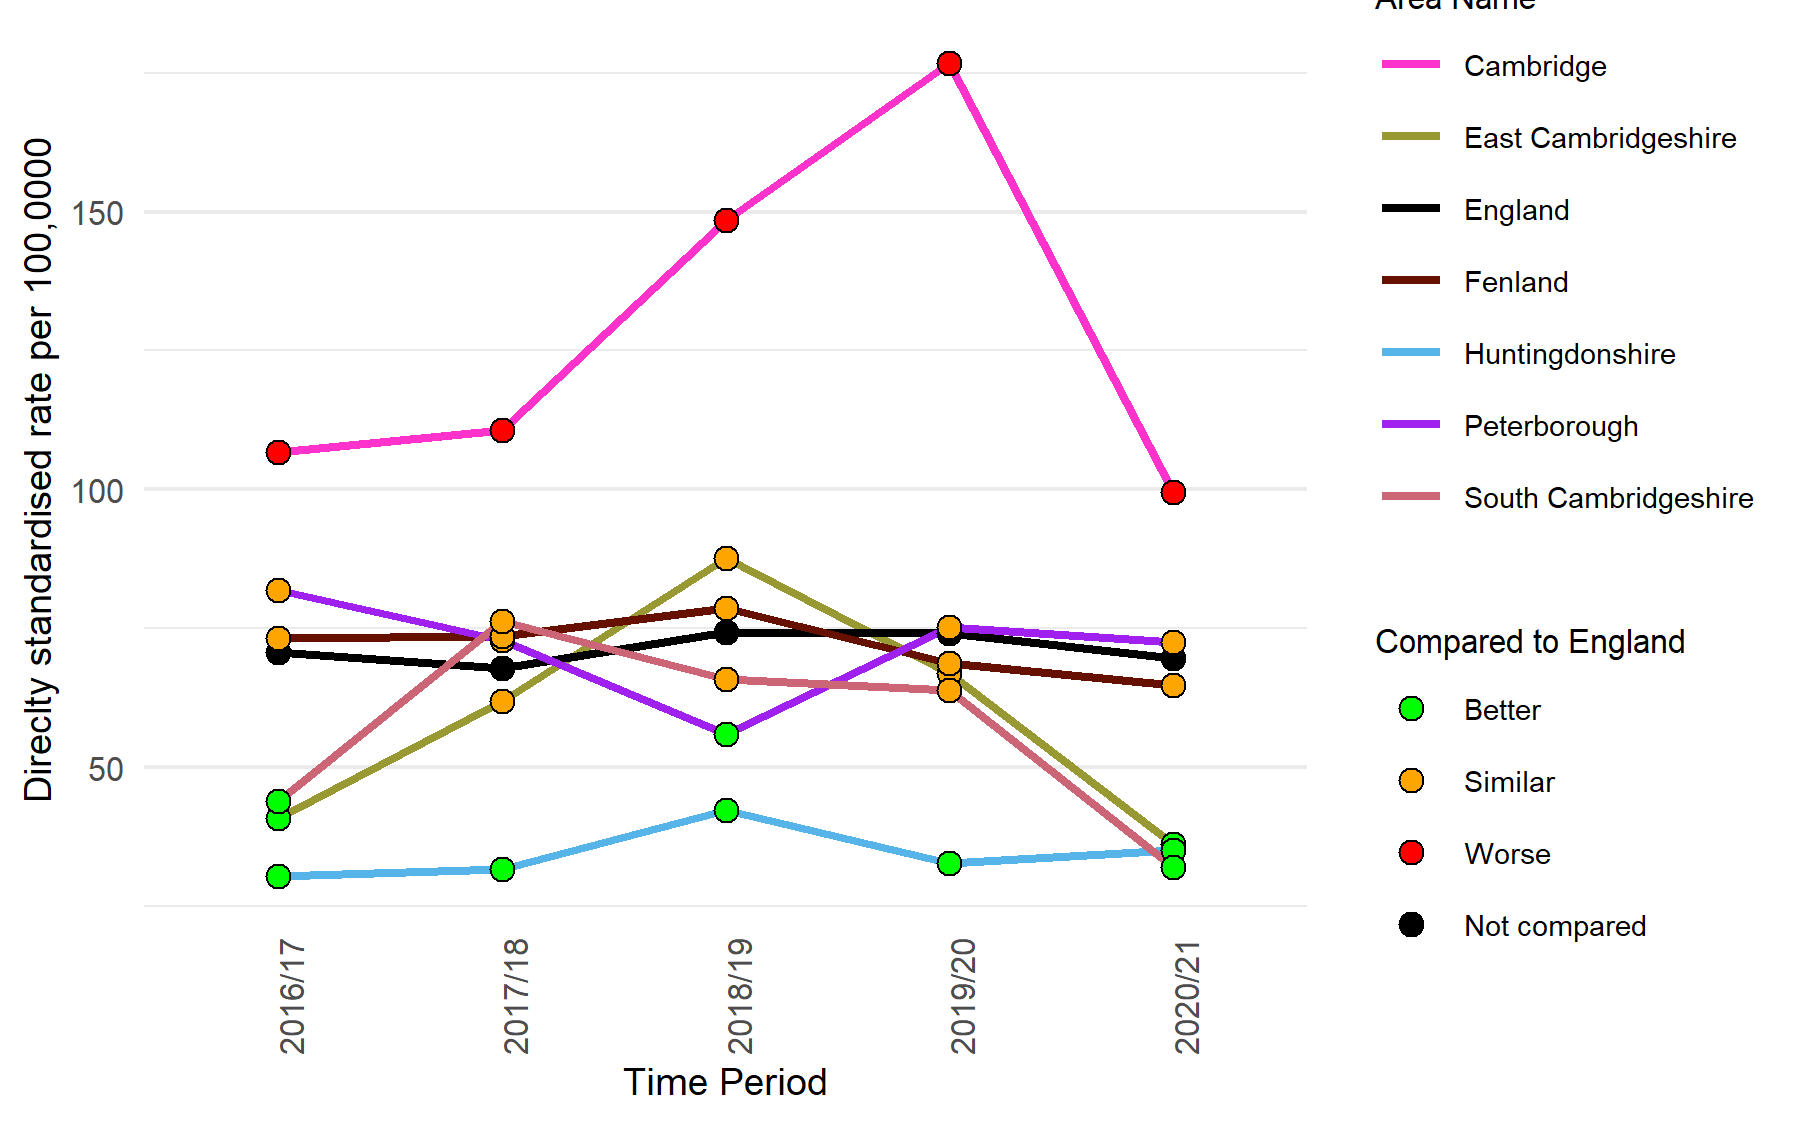 Area Name
Cambridge
East Cambridgeshire
England
Fenland
Huntingdonshire
Peterborough
South Cambridgeshire
Compared to England
Better
Similar
Worse
Not compared
Direclty standardised rate per 100,0000
150
100
50
2016/17
2017/18
2018/19
2019/20
2020/21
Time Period